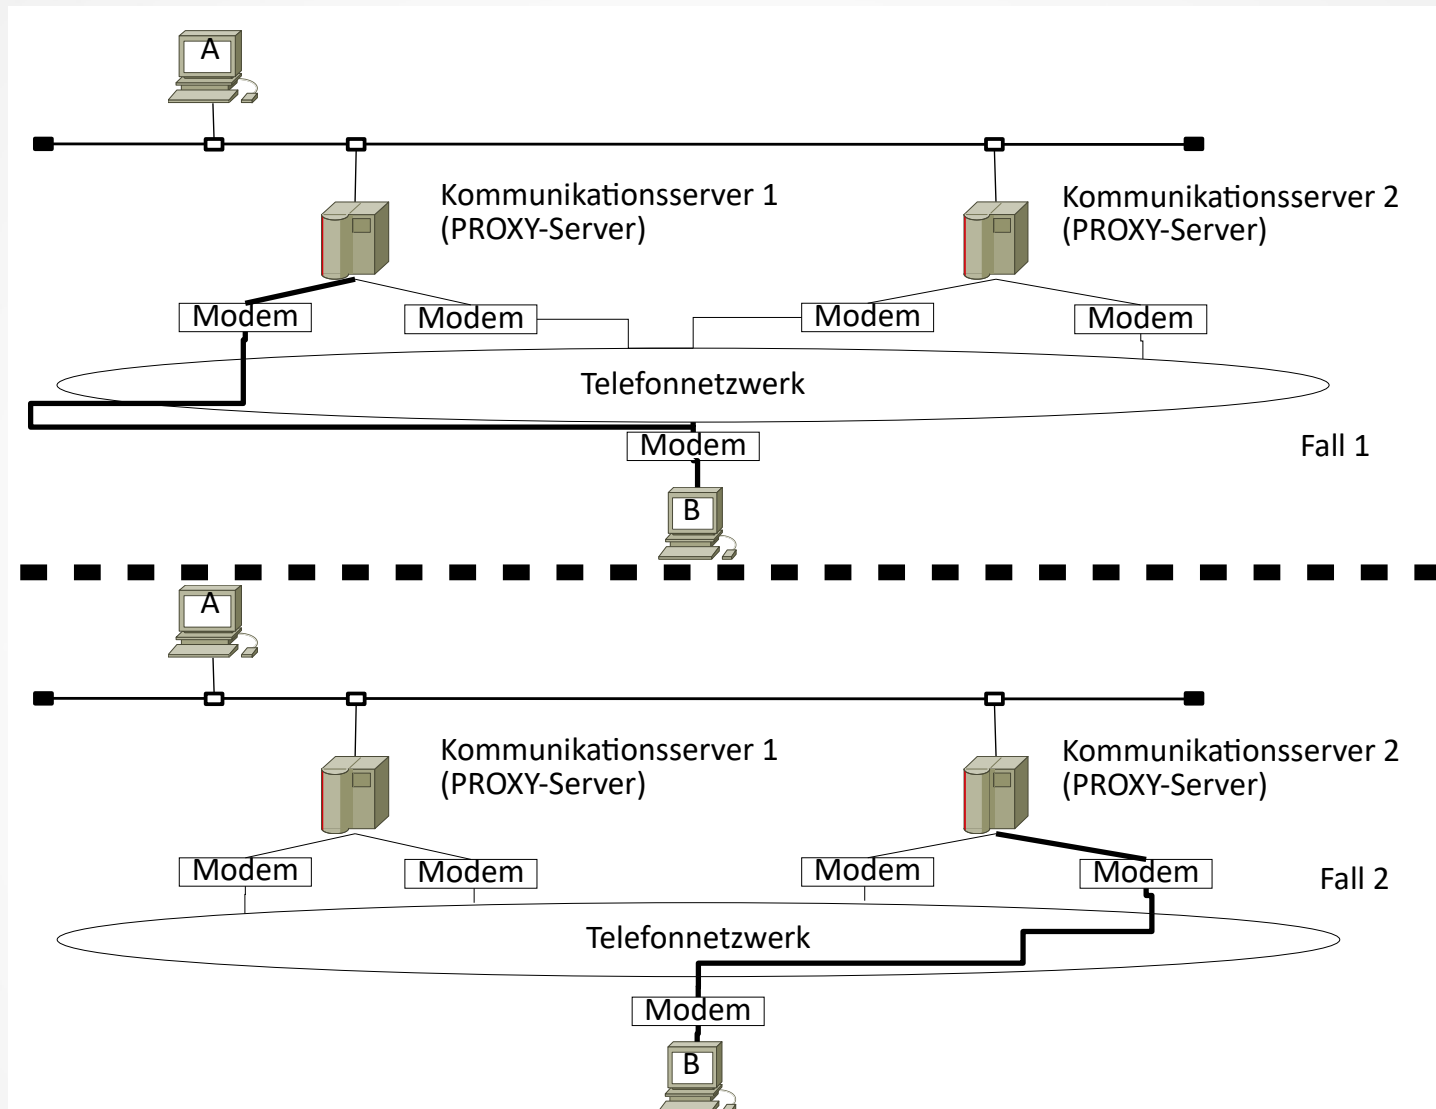 A
Kommunikationsserver 1
(PROXY-Server)
Kommunikationsserver 2
(PROXY-Server)
Modem
Modem
Modem
Modem
Telefonnetzwerk
Modem
Fall 1
B
A
Kommunikationsserver 1
(PROXY-Server)
Kommunikationsserver 2
(PROXY-Server)
Modem
Modem
Modem
Modem
Fall 2
Telefonnetzwerk
Modem
B